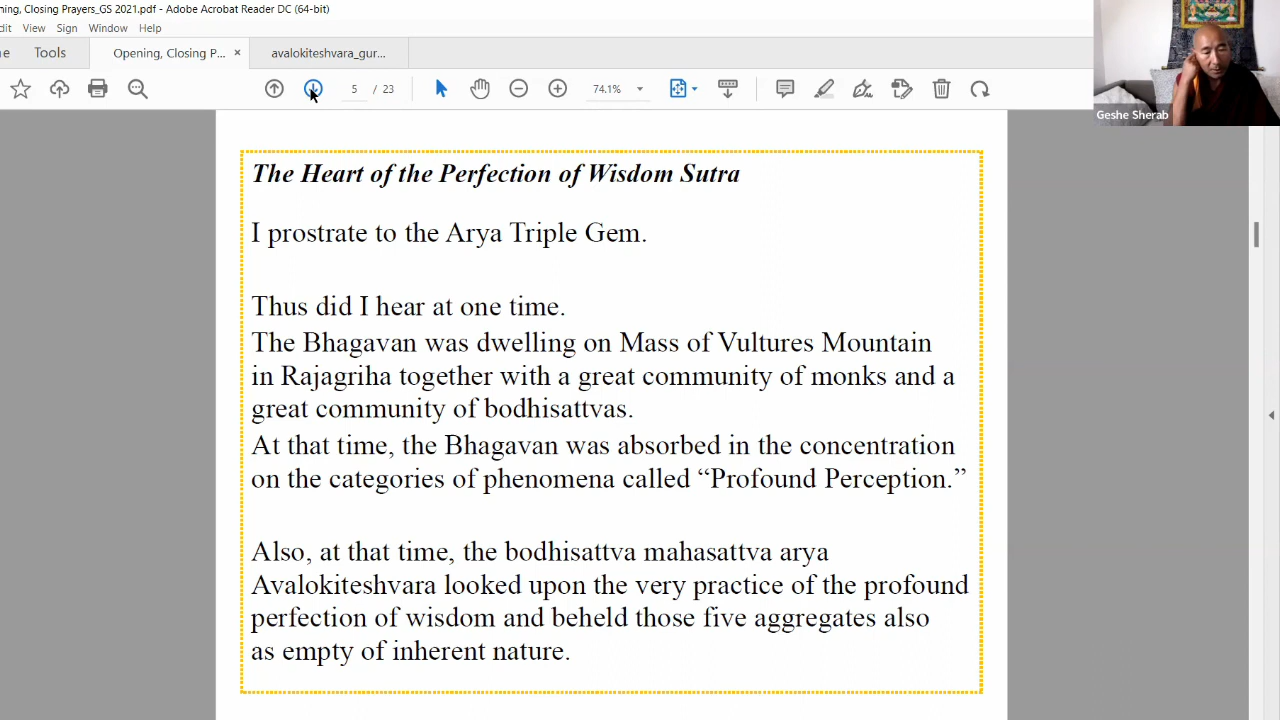 ning, Closing Prayers_GS 2021.pdf - Adobe Acrobat Reader DC (64-bit)
dit View Sign Window Help
e Tools Opening, Closing P... × avalokiteshvara_gur...
5 / 23 74.1%
Geshe Sherab
The Heart of the Perfection of Wisdom Sutra
I prostrate to the Arya Triple Gem.
Thus did I hear at one time.
The Bhagavan was dwelling on Mass of Vultures Mountain
in Rajagriha together with a great community of monks and a
great community of bodhisattvas.
At that time, the Bhagavan was absorbed in the concentration
on the categories of phenomena called “Profound Perception.”
Also, at that time, the bodhisattva mahasattva arya
Avalokiteshvara looked upon the very practice of the profound
perfection of wisdom and beheld those five aggregates also
as empty of inherent nature.